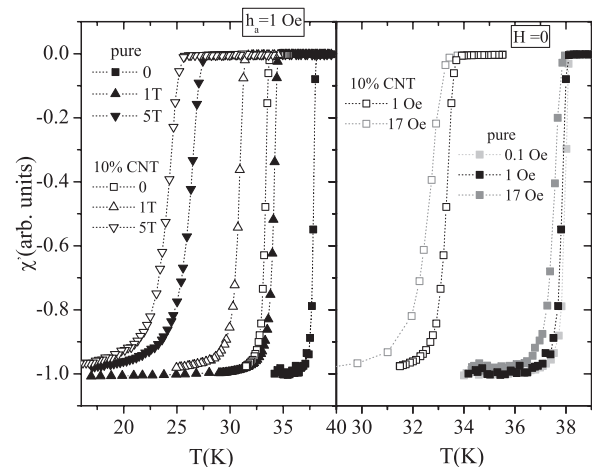 hₐ=1 Oe
H=0
pure
0
1T
5T
10% CNT
0
1T
5T
10% CNT
1 Oe
17 Oe
pure
0.1 Oe
1 Oe
17 Oe
χ'(arb. units)
0.0
-0.2
-0.4
-0.6
-0.8
-1.0
20 25 30 35 40 30 32 34 36 38
T(K) T(K)